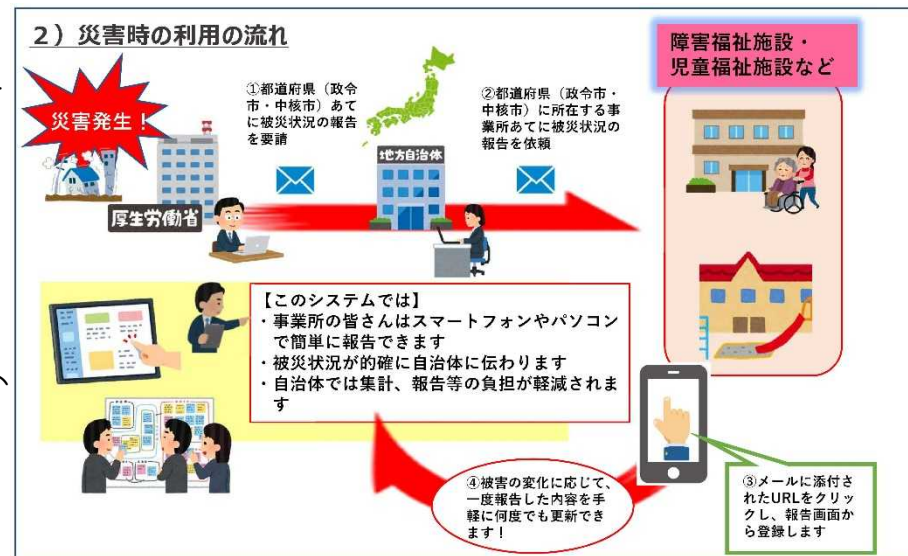 2）災害時の利用の流れ
災害発生！
厚生労働省
①都道府県（政令
市・中核市）あて
に被災状況の報告
を要請
地方自治体
②都道府県（政令市・
中核市）に所在する事
業所あてに被災状況の
報告を依頼
障害福祉施設・
児童福祉施設など
【このシステムでは】
・事業所の皆さんはスマートフォンやパソコン
で簡単に報告できます
・被災状況が的確に自治体に伝わります
・自治体では集計、報告等の負担が軽減されま
す
③メールに添付さ
れたURLをクリッ
クし、報告画面か
ら登録します
④被害の変化に応じて、
一度報告した内容を手
軽に何度でも更新でき
ます！